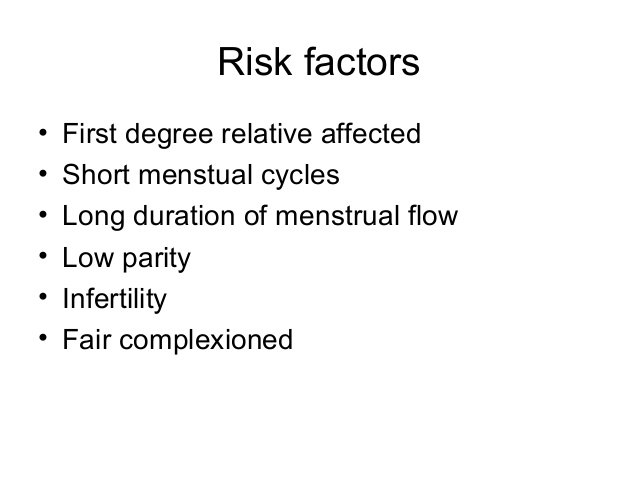 Risk factors
• First degree relative affected
• Short menstual cycles
• Long duration of menstrual flow
• Low parity
• Infertility
• Fair complexioned